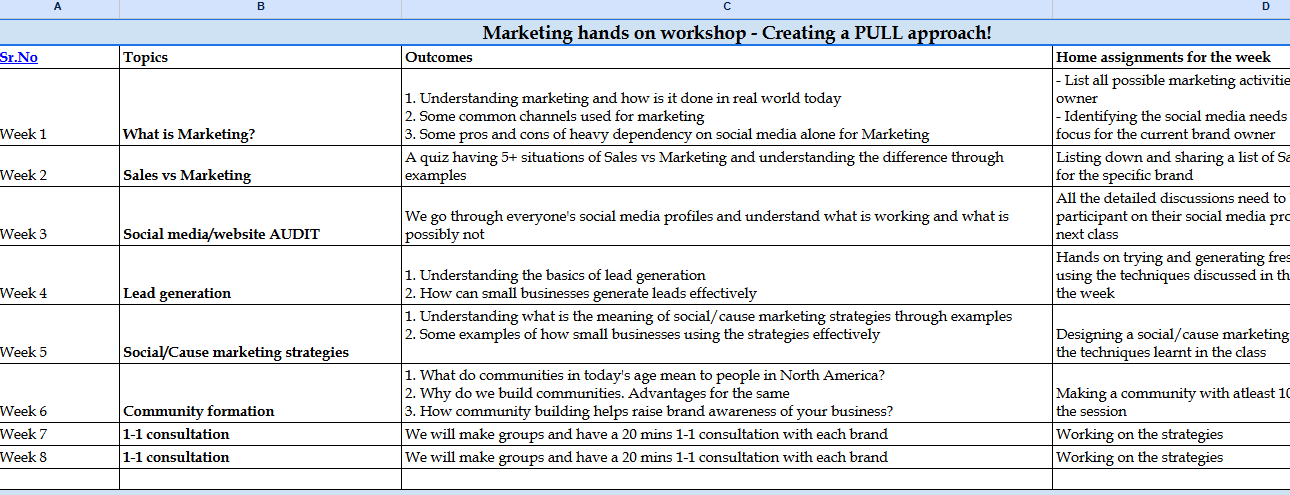 A B C D
Marketing hands on workshop - Creating a PULL approach!
Sr.No Topics Outcomes Home assignments for the week
Week 1 What is Marketing?
1. Understanding marketing and how is it done in real world today
2. Some common channels used for marketing
3. Some pros and cons of heavy dependency on social media alone for Marketing
- List all possible marketing
owner
- Identifying the social media needs
focus for the current brand owner
Week 2 Sales vs Marketing
A quiz having 5+ situations of Sales vs Marketing and understanding the difference through
examples
Listing down and sharing a list of
for the specific brand
Week 3 Social media/website AUDIT
We go through everyone's social media profiles and understand what is working and what is
possibly not
All the detailed discussions need to
participant on their social media
next class
Week 4 Lead generation
1. Understanding the basics of lead generation
2. How can small businesses generate leads effectively
Hands on trying and generating
using the techniques discussed in
the week
Week 5 Social/Cause marketing strategies
1. Understanding what is the meaning of social/cause marketing strategies through examples
2. Some examples of how small businesses using the strategies effectively
Designing a social/cause marketing
the techniques learnt in the class
Week 6 Community formation
1. What do communities in today's age mean to people in North America?
2. Why do we build communities. Advantages for the same
3. How community building helps raise brand awareness of your business?
Making a community with atleast 10
the session
Week 7 1-1 consultation We will make groups and have a 20 mins 1-1 consultation with each brand Working on the strategies
Week 8 1-1 consultation We will make groups and have a 20 mins 1-1 consultation with each brand Working on the strategies